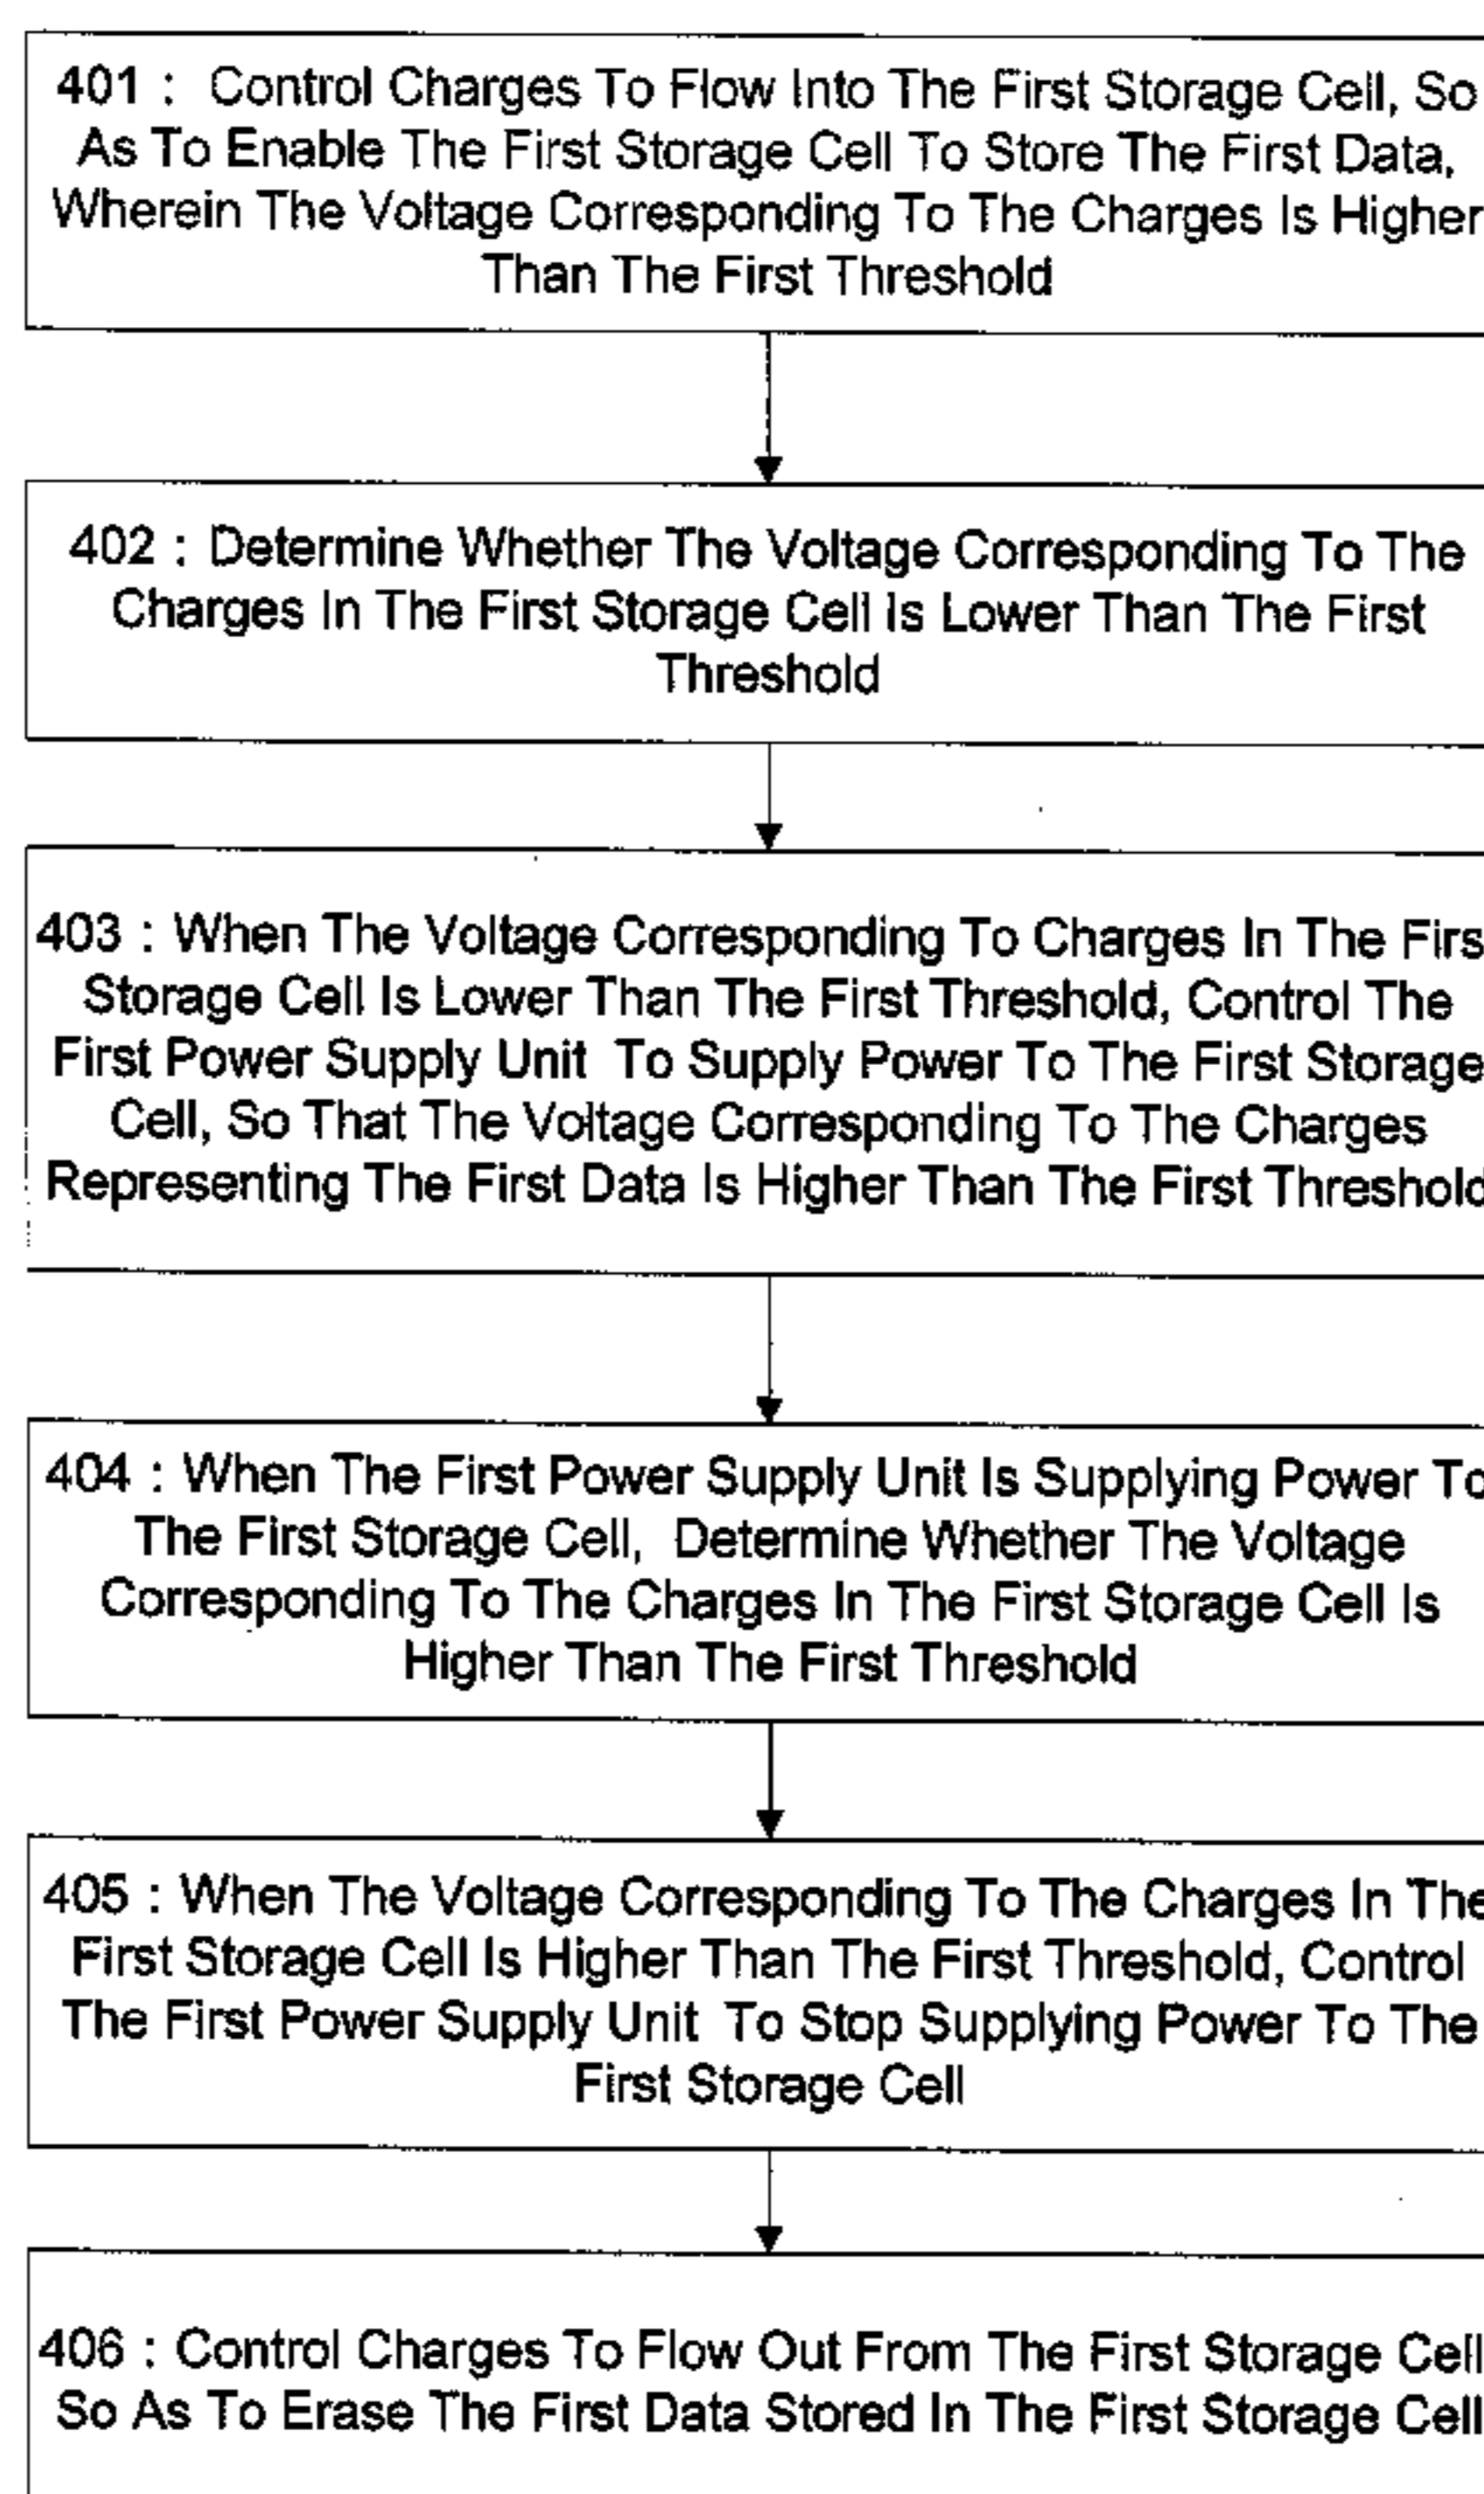 401 : Control Charges To Flow Into The First Storage Cell, So
As To Enable The First Storage Cell To Store The First Data,
Wherein The Voltage Corresponding To The Charges Is Higher
Than The First Threshold
402 : Determine Whether The Voltage Corresponding To The
Charges In The First Storage Cell Is Lower Than The First
Threshold
403 : When The Voltage Corresponding To Charges In The Firs
Storage Cell Is Lower Than The First Threshold, Control The
First Power Supply Unit To Supply Power To The First Storage
Cell, So That The Voltage Corresponding To The Charges
Representing The First Data Is Higher Than The First Threshold
404 : When The First Power Supply Unit Is Supplying Power To
The First Storage Cell, Determine Whether The Voltage
Corresponding To The Charges In The First Storage Cell Is
Higher Than The First Threshold
405 : When The Voltage Corresponding To The Charges In The
First Storage Cell Is Higher Than The First Threshold, Control
The First Power Supply Unit To Stop Supplying Power To The
First Storage Cell
406 : Control Charges To Flow Out From The First Storage Cell
So As To Erase The First Data Stored In The First Storage Cell